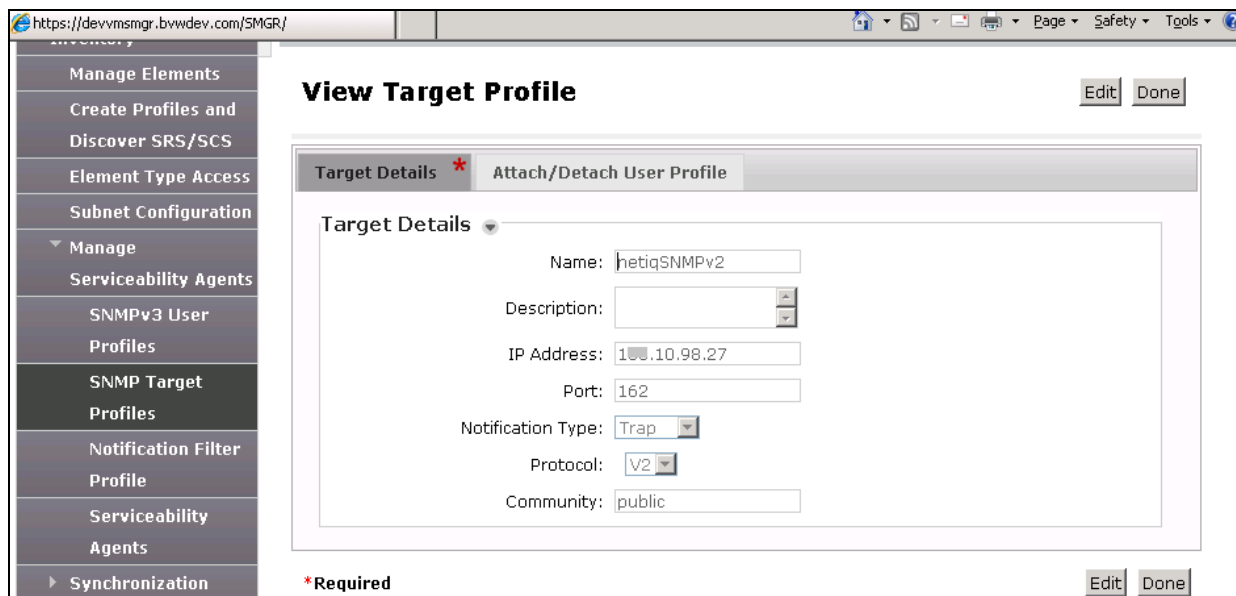 https://devvmsmgr.bvwdev.com/SMGR/
Page Safety Tools
Inventory
Manage Elements
Create Profiles and
Discover SRS/SCS
Element Type Access
Subnet Configuration
Manage
Serviceability Agents
SNMPv3 User
Profiles
SNMP Target
Profiles
Notification Filter
Profile
Serviceability
Agents
Synchronization
View Target Profile
Edit Done
Target Details * Attach/Detach User Profile
Target Details
Name: netiqSNMPv2
Description:
IP Address: .10.98.27
Port: 162
Notification Type: Trap
Protocol: V2
Community: public
*Required
Edit Done